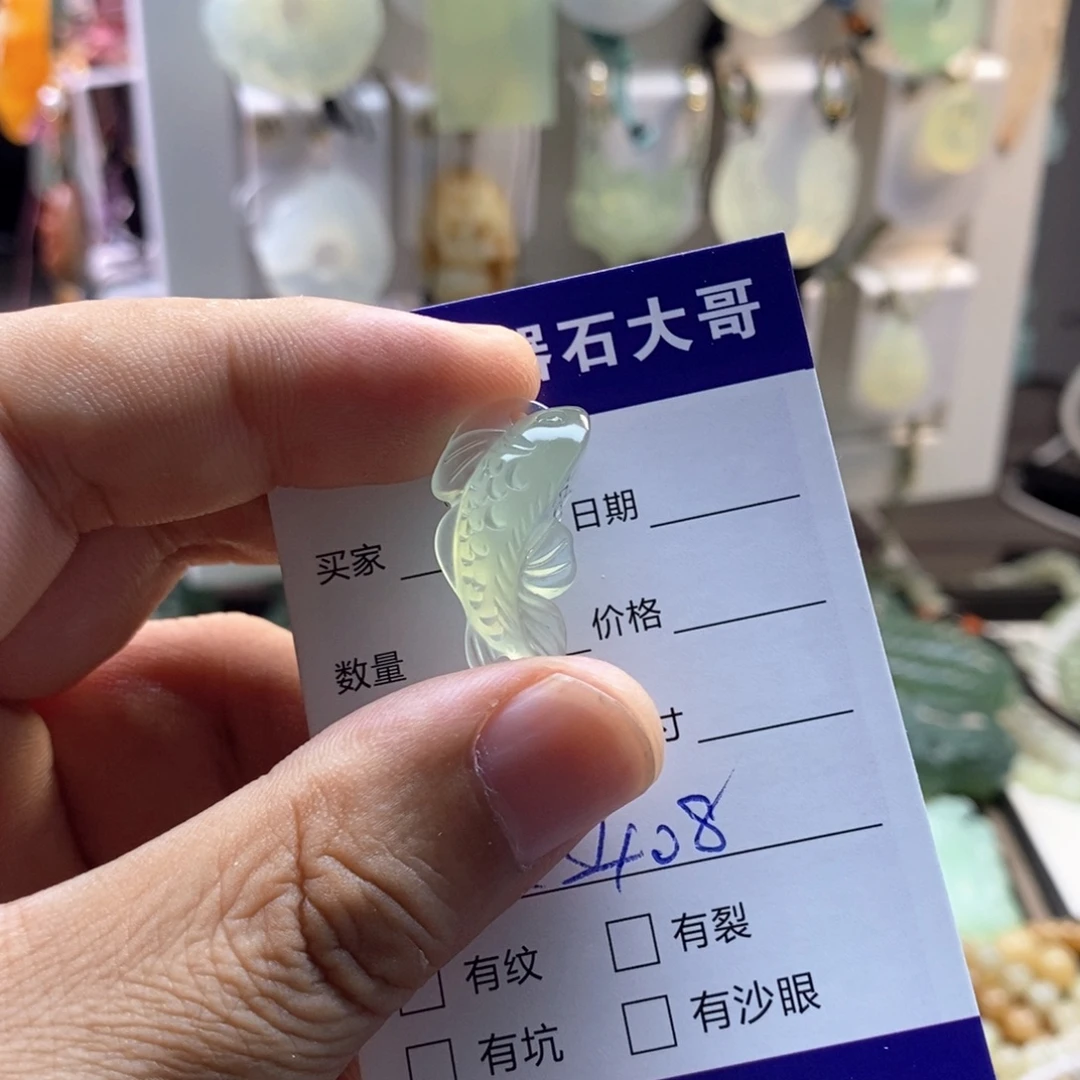 石大哥
日期
买家
价格
数量
寸
408
有纹 有裂
有坑 有沙眼